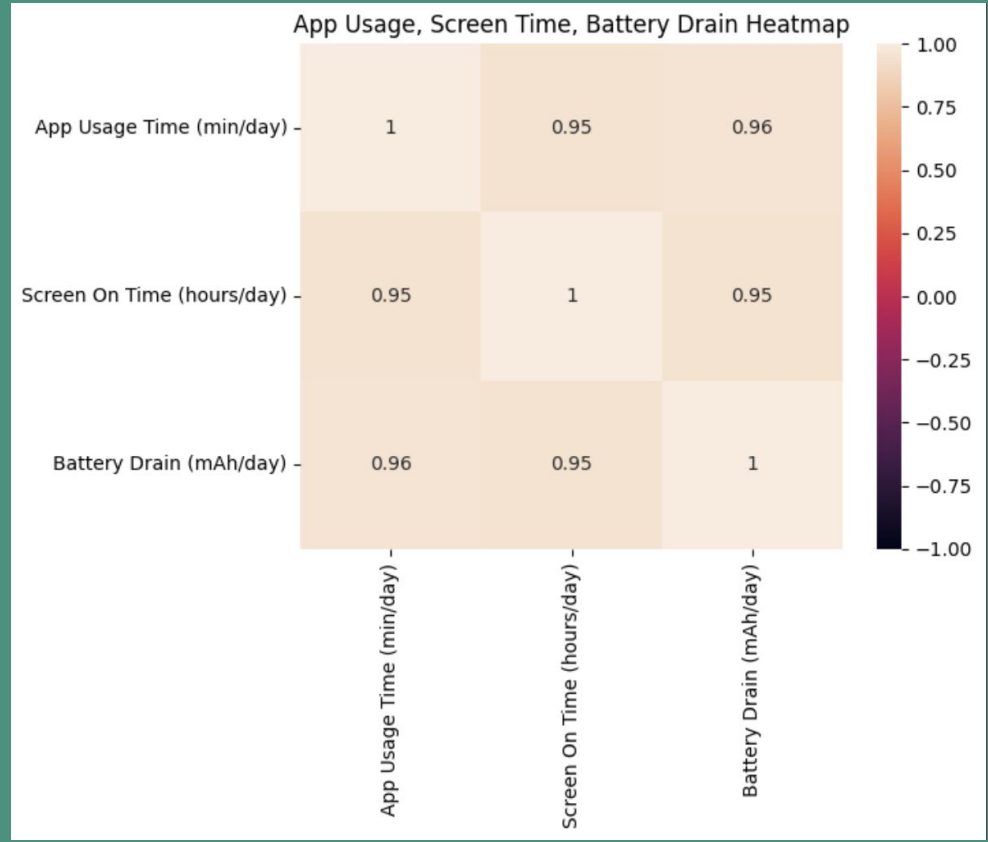 App Usage, Screen Time, Battery Drain Heatmap
App Usage Time (min/day)
1
0.95
0.96
Screen On Time (hours/day)
0.95
1
0.95
Battery Drain (mAh/day)
0.96
0.95
1
App Usage Time (min/day)
Screen On Time (hours/day)
Battery Drain (mAh/day)
1.00
0.75
0.50
0.25
0.00
−0.25
−0.50
−0.75
−1.00